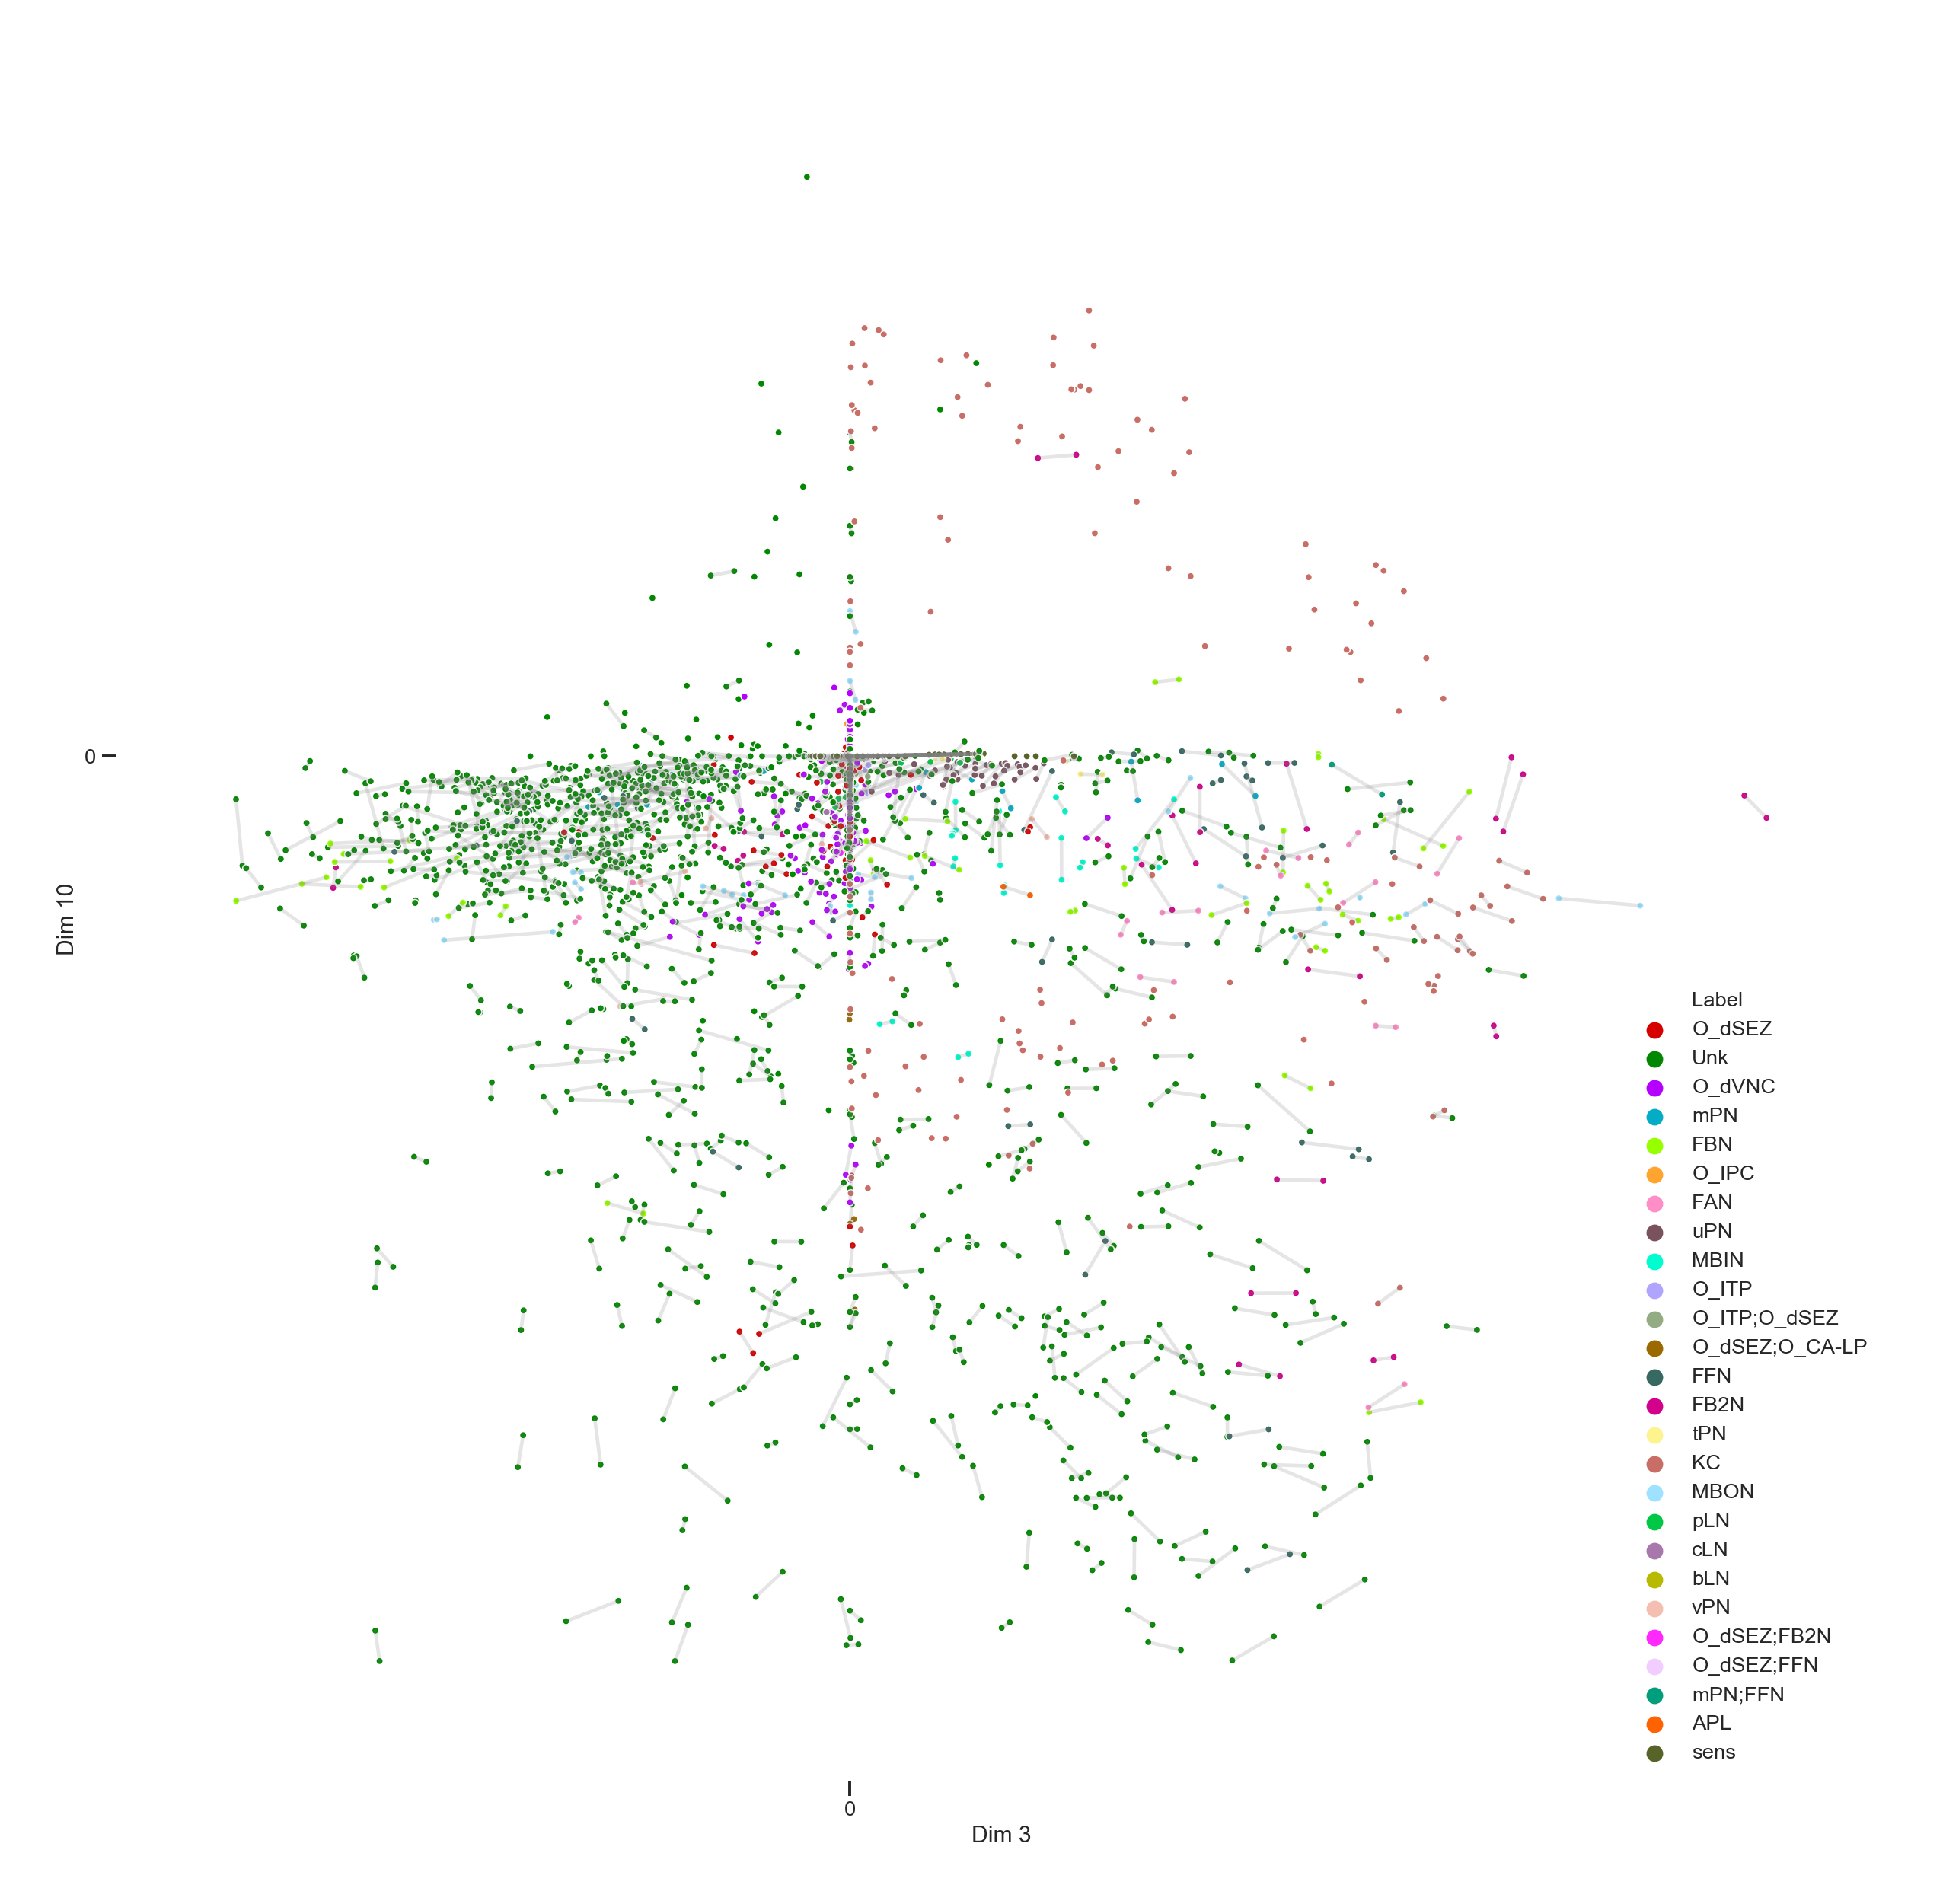 0
Dim 10
Label
O_dSEZ
Unk
O_dVNC
mPN
FBN
O_IPC
FAN
uPN
MBIN
O_ITP
O_ITP;O_dSEZ
O_dSEZ;O_CA-LP
FFN
FB2N
tPN
KC
MBON
pLN
cLN
bLN
vPN
O_dSEZ;FB2N
O_dSEZ;FFN
mPN;FFN
APL
sens
0
Dim 3